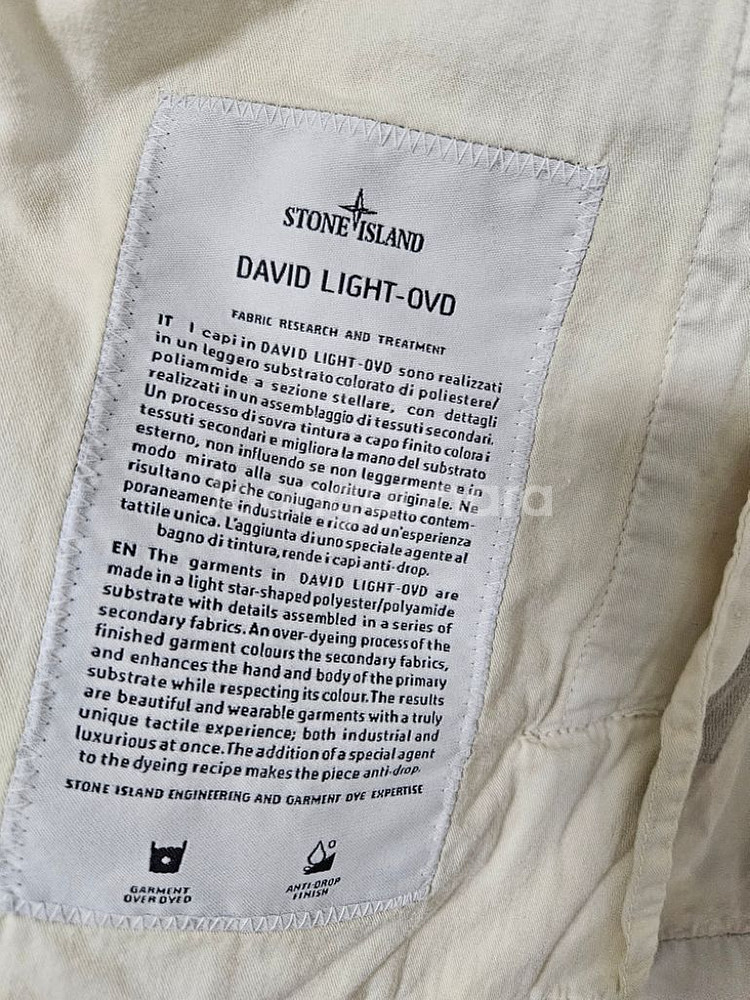 STONE ISLAND
DAVID LIGHT-OVD
FABRIC RESEARCH AND TREATMENT
IT I capi in DAVID LIGHT-OVD sono realizzati
in un leggero substrato colorato di poliestere/
poliammide a sezione stellare, con dettagli
realizzati in un assemblaggio di tessuti secondari.
Un processo di sovra tintura a capo finito colora i
tessuti secondari e migliora la mano del substrato
esterno, non influendo se non leggermente e in
modo mirato alla sua coloritura originale. Ne
risultano capi che coniugano un aspetto contem-
poraneamente industriale e ricco ad un'esperienza
tattile unica. L'aggiunta di uno speciale agente al
bagno di tintura, rende i capi anti-drop.
EN The garments in DAVID LIGHT-OVD are
made in a light star-shaped polyester/polyamide
substrate with details assembled in a series of
secondary fabrics. An over-dyeing process of the
finished garment colours the secondary fabrics,
and enhances the hand and body of the primary
substrate while respecting its colour. The results
are beautiful and wearable garments with a truly
unique tactile experience; both industrial and
luxurious at once. The addition of a special agent
to the dyeing recipe makes the piece anti-drop.
STONE ISLAND ENGINEERING AND GARMENT DYE EXPERTISE
GARMENT
OVER DYED
ANTI-DROP
FINISH